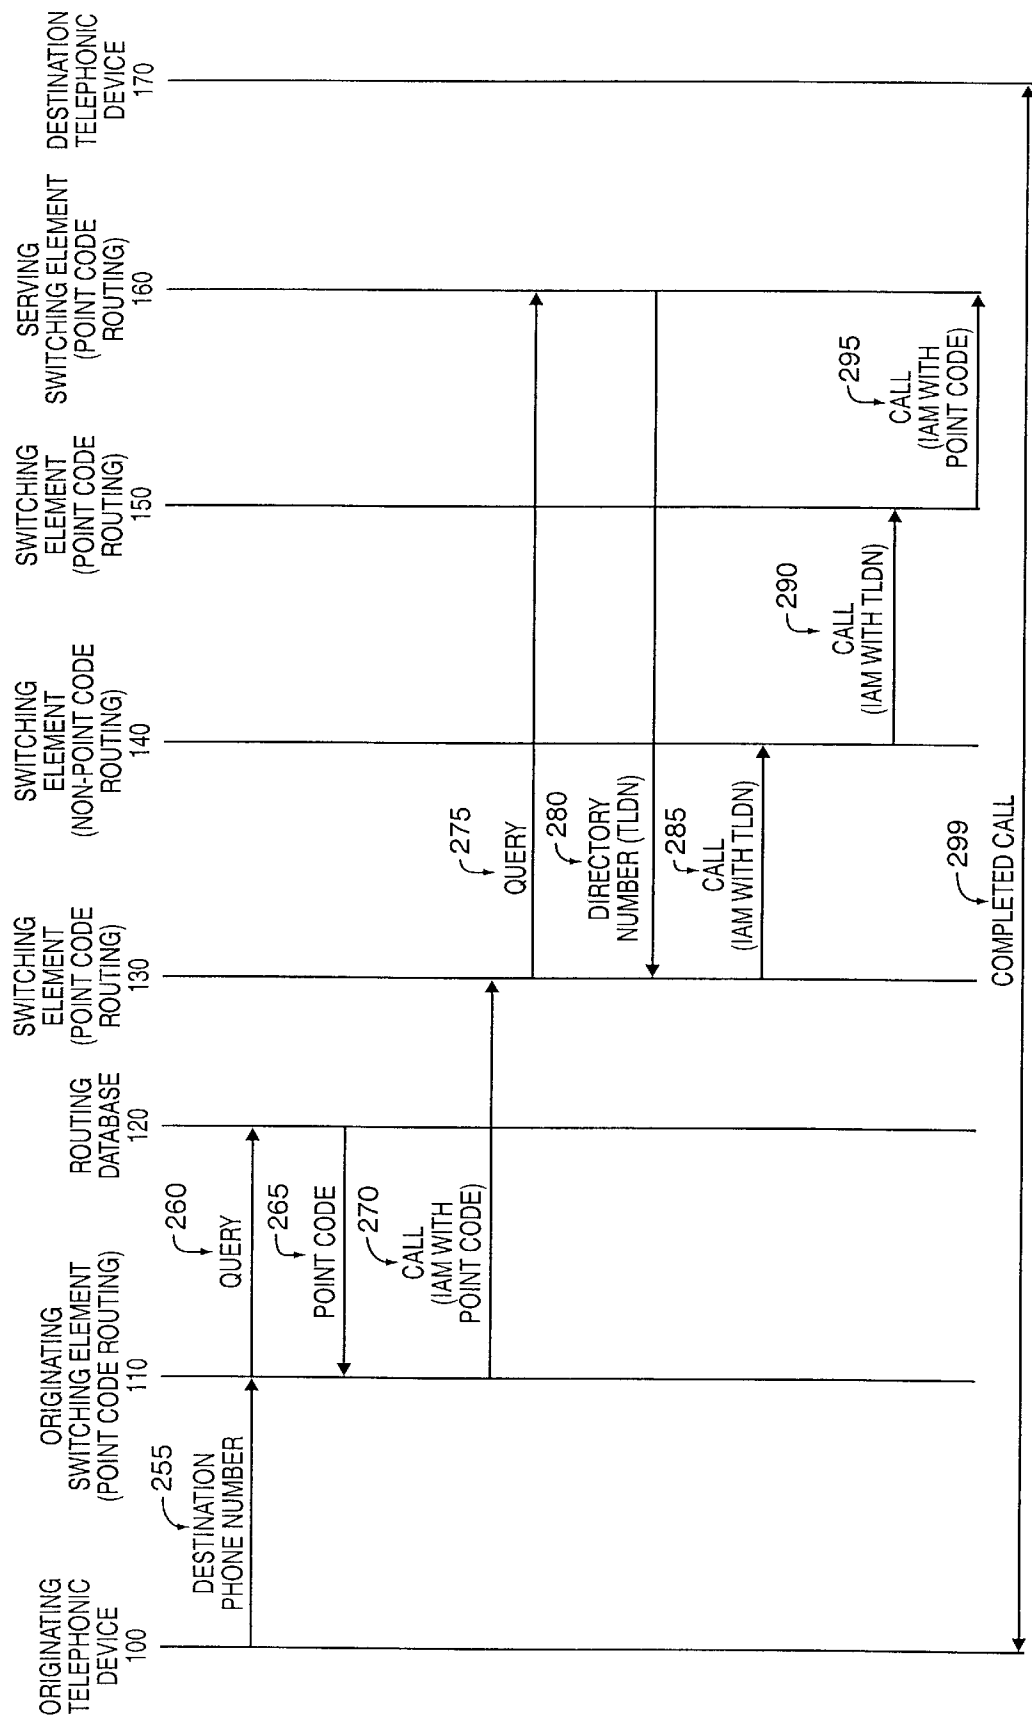 ORIGINATING
TELEPHONIC
DEVICE
100
ORIGINATING
SWITCHING ELEMENT
(POINT CODE ROUTING)
110
ROUTING
DATABASE
120
SWITCHING
ELEMENT
(POINT CODE
ROUTING)
130
SWITCHING
ELEMENT
(NON-POINT CODE
ROUTING)
140
SWITCHING
ELEMENT
(POINT CODE
ROUTING)
150
SERVING
SWITCHING ELEMENT
(POINT CODE
ROUTING)
160
DESTINATION
TELEPHONIC
DEVICE
170
255
DESTINATION
PHONE NUMBER
260
QUERY
265
POINT CODE
270
CALL
(IAM WITH
POINT CODE)
275
QUERY
280
DIRECTORY
NUMBER (TLDN)
285
CALL
(IAM WITH TLDN)
290
CALL
(IAM WITH TLDN)
295
CALL
(IAM WITH
POINT CODE)
299
COMPLETED CALL